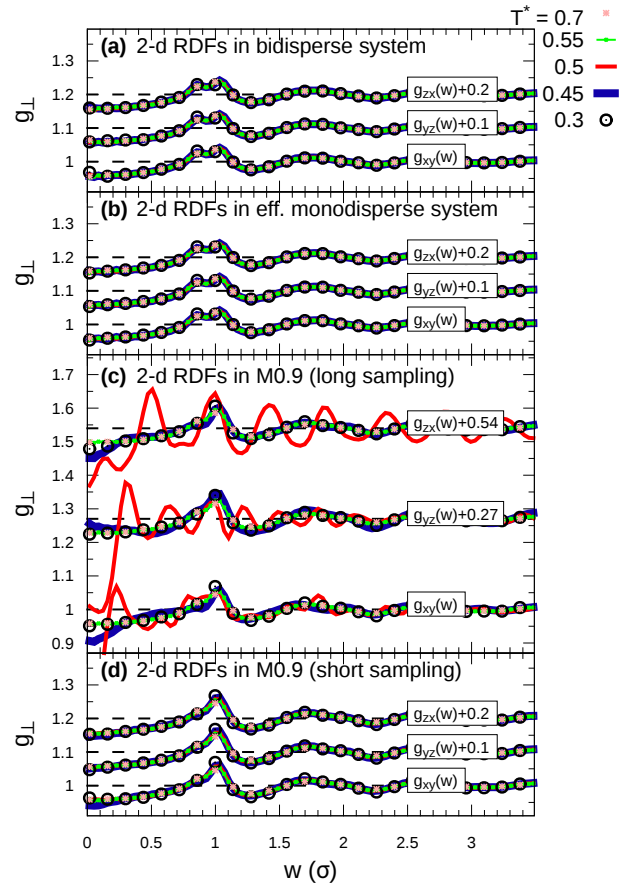 T* = 0.7
0.55
0.5
0.45
0.3
(a) 2-d RDFs in bidisperse system
1.3
1.2
1.1
1
g⊥
gzx(w)+0.2
gyz(w)+0.1
gxy(w)
(b) 2-d RDFs in eff. monodisperse system
1.3
1.2
1.1
1
g⊥
gzx(w)+0.2
gyz(w)+0.1
gxy(w)
(c) 2-d RDFs in M0.9 (long sampling)
1.7
1.6
1.5
1.4
1.3
1.2
1.1
1
0.9
g⊥
gzx(w)+0.54
gyz(w)+0.27
gxy(w)
(d) 2-d RDFs in M0.9 (short sampling)
1.3
1.2
1.1
1
g⊥
gzx(w)+0.2
gyz(w)+0.1
gxy(w)
0 0.5 1 1.5 2 2.5 3
w (σ)